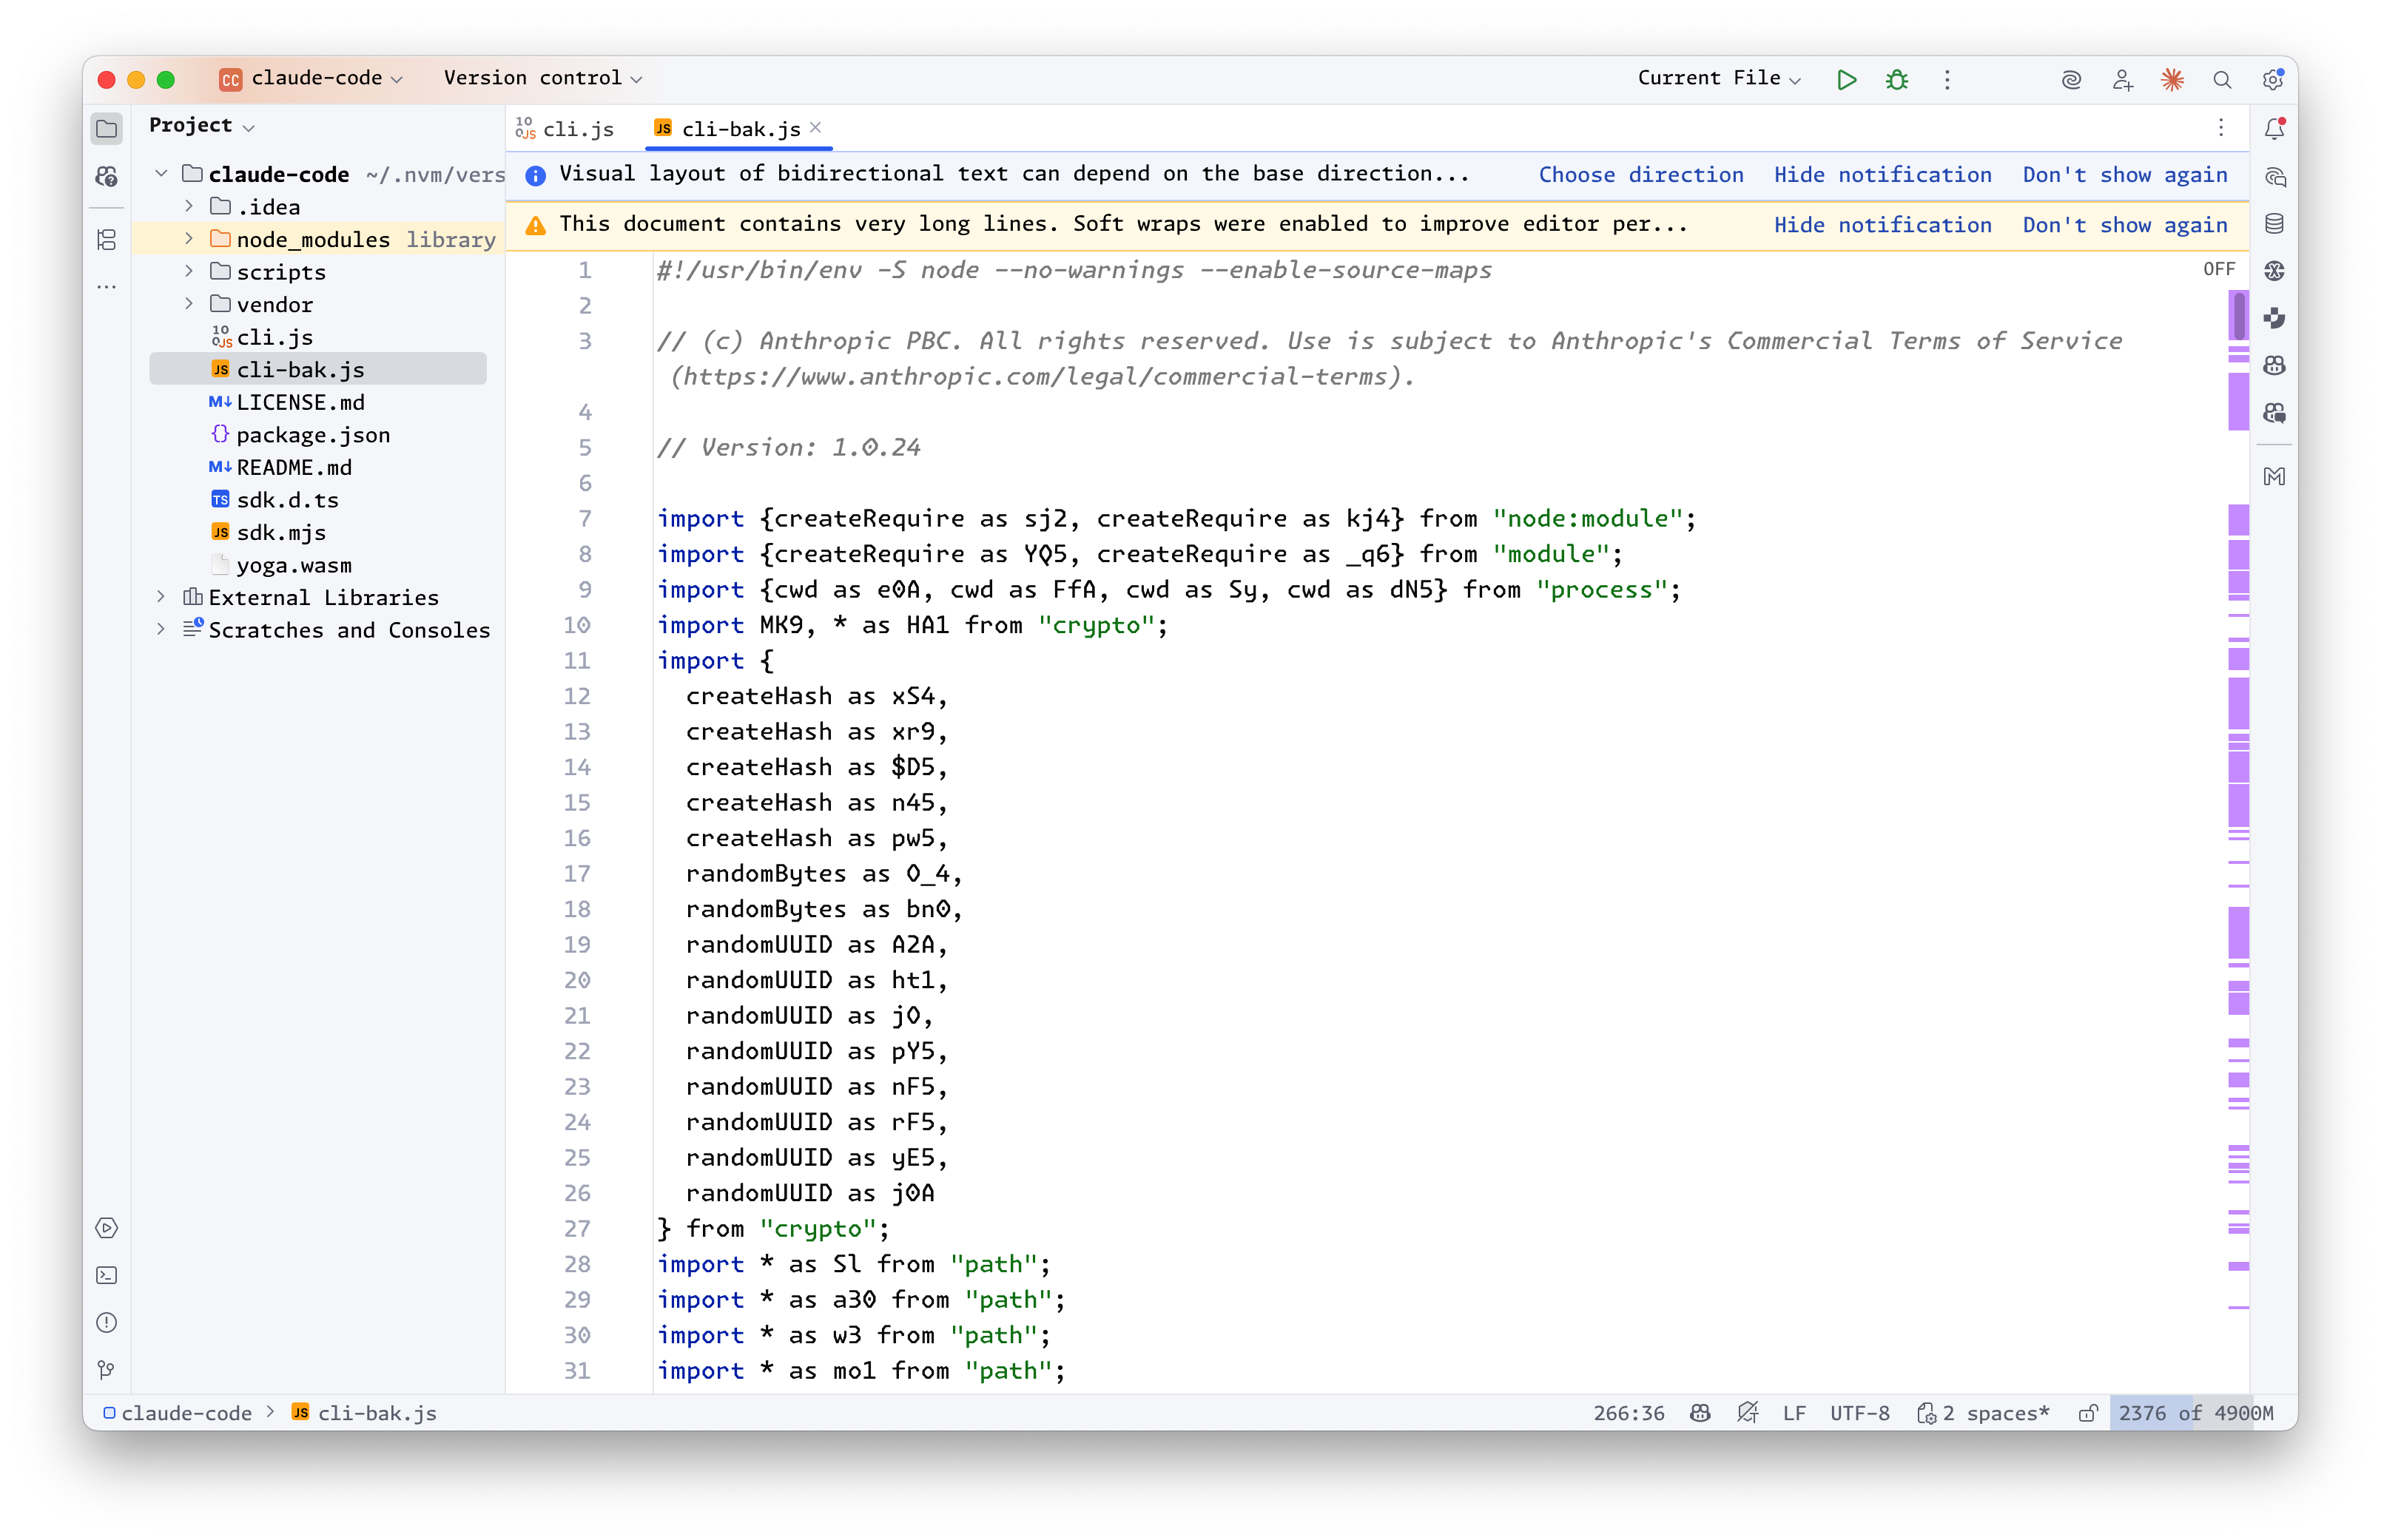 CC claude-code Version control Current File
Project
claude-code ~/.nvm/vers
.idea
node_modules library
scripts
vendor
cli.js
cli-bak.js
LICENSE.md
package.json
README.md
sdk.d.ts
sdk.mjs
yoga.wasm
External Libraries
Scratches and Consoles
cli.js cli-bak.js
Visual layout of bidirectional text can depend on the base direction... Choose direction Hide notification Don't show again
This document contains very long lines. Soft wraps were enabled to improve editor per... Hide notification Don't show again
OFF
1 #!/usr/bin/env -S node --no-warnings --enable-source-maps
2
3 // (c) Anthropic PBC. All rights reserved. Use is subject to Anthropic's Commercial Terms of Service
(https://www.anthropic.com/legal/commercial-terms).
4
5 // Version: 1.0.24
6
7 import {createRequire as sj2, createRequire as kj4} from "node:module";
8 import {createRequire as YQ5, createRequire as _q6} from "module";
9 import {cwd as e0A, cwd as FfA, cwd as Sy, cwd as dN5} from "process";
10 import MK9, * as HA1 from "crypto";
11 import {
12 createHash as xS4,
13 createHash as xr9,
14 createHash as $D5,
15 createHash as n45,
16 createHash as pw5,
17 randomBytes as O_4,
18 randomBytes as bn0,
19 randomUUID as A2A,
20 randomUUID as ht1,
21 randomUUID as jO,
22 randomUUID as pY5,
23 randomUUID as nF5,
24 randomUUID as rF5,
25 randomUUID as yE5,
26 randomUUID as j0A
27 } from "crypto";
28 import * as Sl from "path";
29 import * as a30 from "path";
30 import * as w3 from "path";
31 import * as mo1 from "path";
claude-code > JS cli-bak.js 266:36 LF UTF-8 2 spaces* 2376 of 4900M